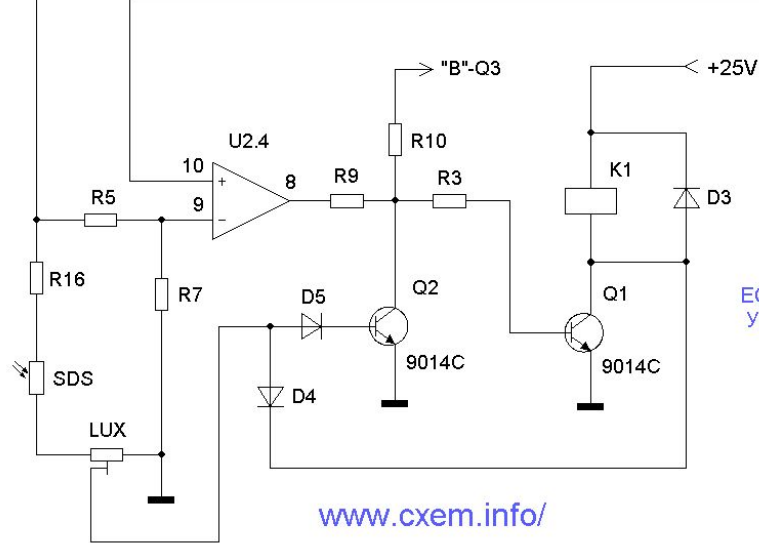 "B"-Q3
+25V
U2.4
R10
10
8
R9
R3
K1
R5
9
D3
R16
R7
D5
Q2
Q1
SDS
9014C
9014C
D4
LUX
www.cxem.info/